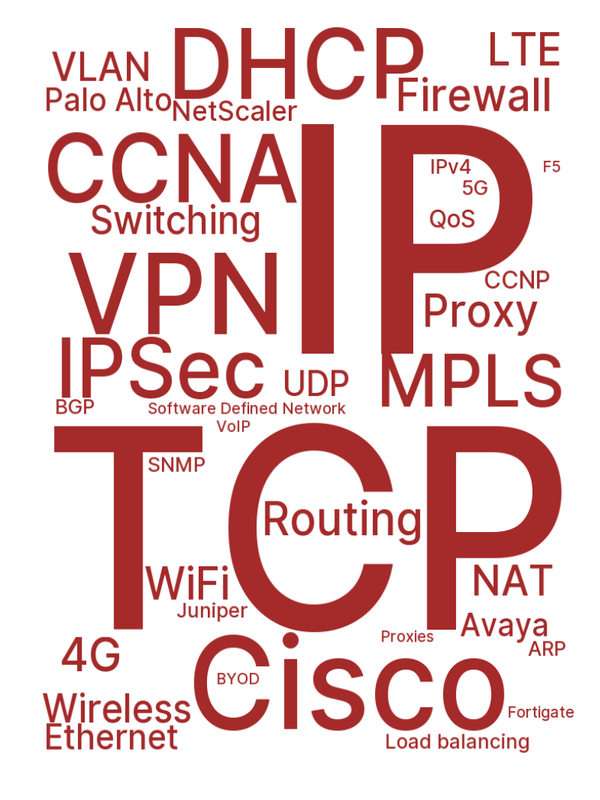 DHCP
LTE
VLAN
Palo Alto
Firewall
NetScaler
IP
CCNA
IPv4
F5
5G
QoS
Switching
VPN
CCNP
Proxy
IPSec
UDP
MPLS
BGP
Software Defined Network
VoIP
TCP
SNMP
Routing
WiFi
NAT
Juniper
Avaya
Proxies
ARP
4G
Cisco
BYOD
Wireless
Fortigate
Ethernet
Load balancing